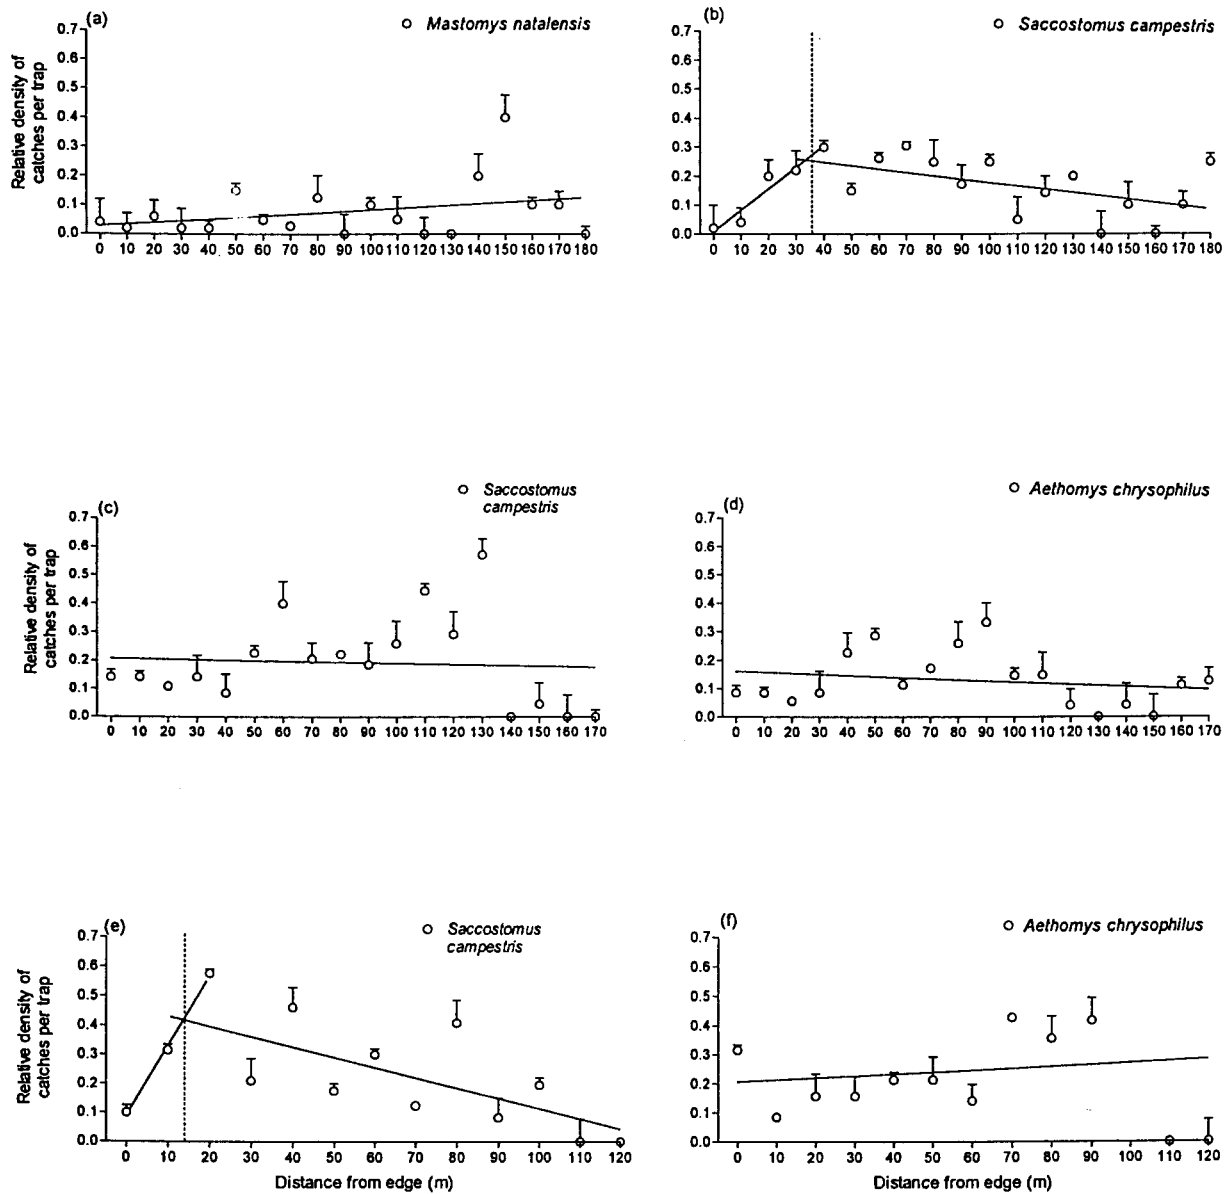 (a)
Mastomys natalensis
Relative density of
catches per trap
0.7
0.6
0.5
0.4
0.3
0.2
0.1
0.0
0 10 20 30 40 50 60 70 80 90 100 110 120 130 140 150 160 170 180
(b)
Saccostomus campestris
0.7
0.6
0.5
0.4
0.3
0.2
0.1
0.0
0 10 20 30 40 50 60 70 80 90 100 110 120 130 140 150 160 170 180
(c)
Saccostomus
campestris
Relative density of
catches per trap
0.7
0.6
0.5
0.4
0.3
0.2
0.1
0.0
0 10 20 30 40 50 60 70 80 90 100 110 120 130 140 150 160 170
(d)
Aethomys chrysophilus
0.7
0.6
0.5
0.4
0.3
0.2
0.1
0.0
0 10 20 30 40 50 60 70 80 90 100 110 120 130 140 150 160 170
(e)
Saccostomus
campestris
Relative density of
catches per trap
0.7
0.6
0.5
0.4
0.3
0.2
0.1
0.0
0 10 20 30 40 50 60 70 80 90 100 110 120
Distance from edge (m)
(f)
Aethomys chrysophilus
0.7
0.6
0.5
0.4
0.3
0.2
0.1
0.0
0 10 20 30 40 50 60 70 80 90 100 110 120
Distance from edge (m)